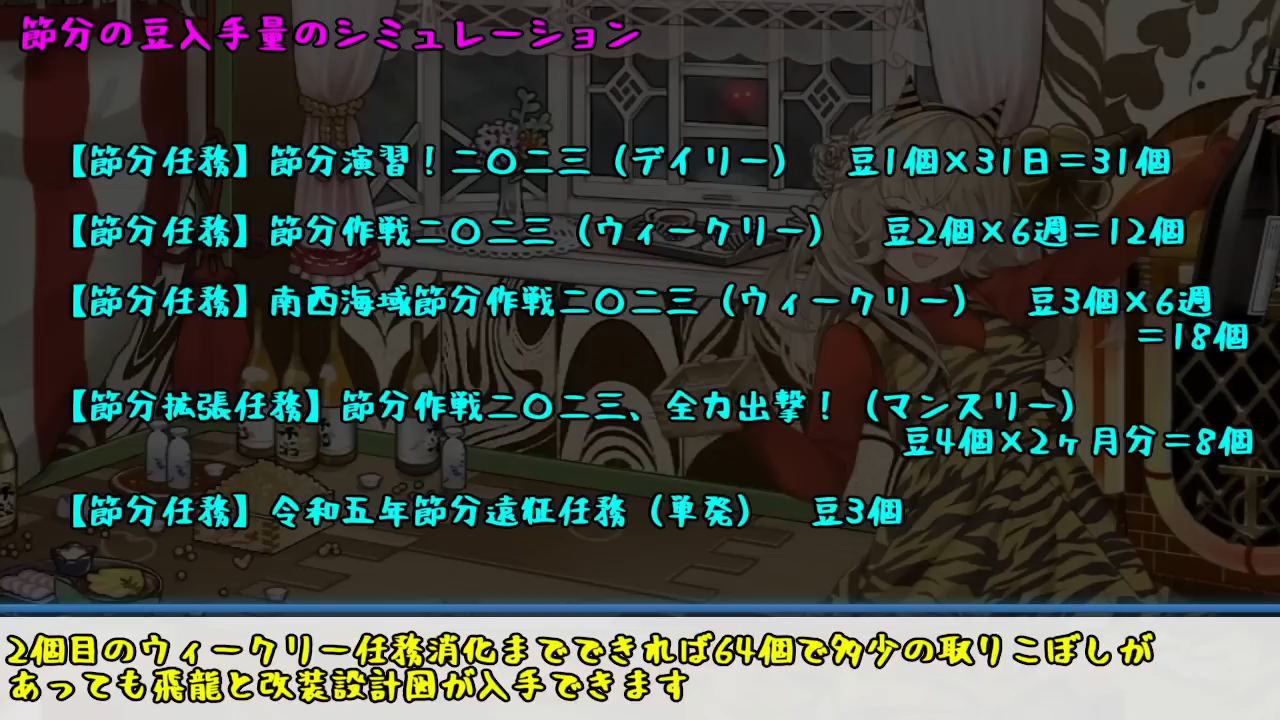 節分の豆入手量のシミュレーション
【節分任務】節分演習！二〇二三（デイリー）　豆1個×31日＝31個
【節分任務】節分作戦二〇二三（ウィークリー）　豆2個×6週＝12個
【節分任務】南西海域節分作戦二〇二三（ウィークリー）　豆3個×6週
＝18個
【節分拡張任務】節分作戦二〇二三、全力出撃！（マンスリー）
豆4個×2ヶ月分＝8個
【節分任務】令和五年節分遠征任務（単発）　豆3個
2個目のウィークリー任務消化までできれば64個で多少の取りこぼしが
あっても飛龍と改装設計図が入手できます